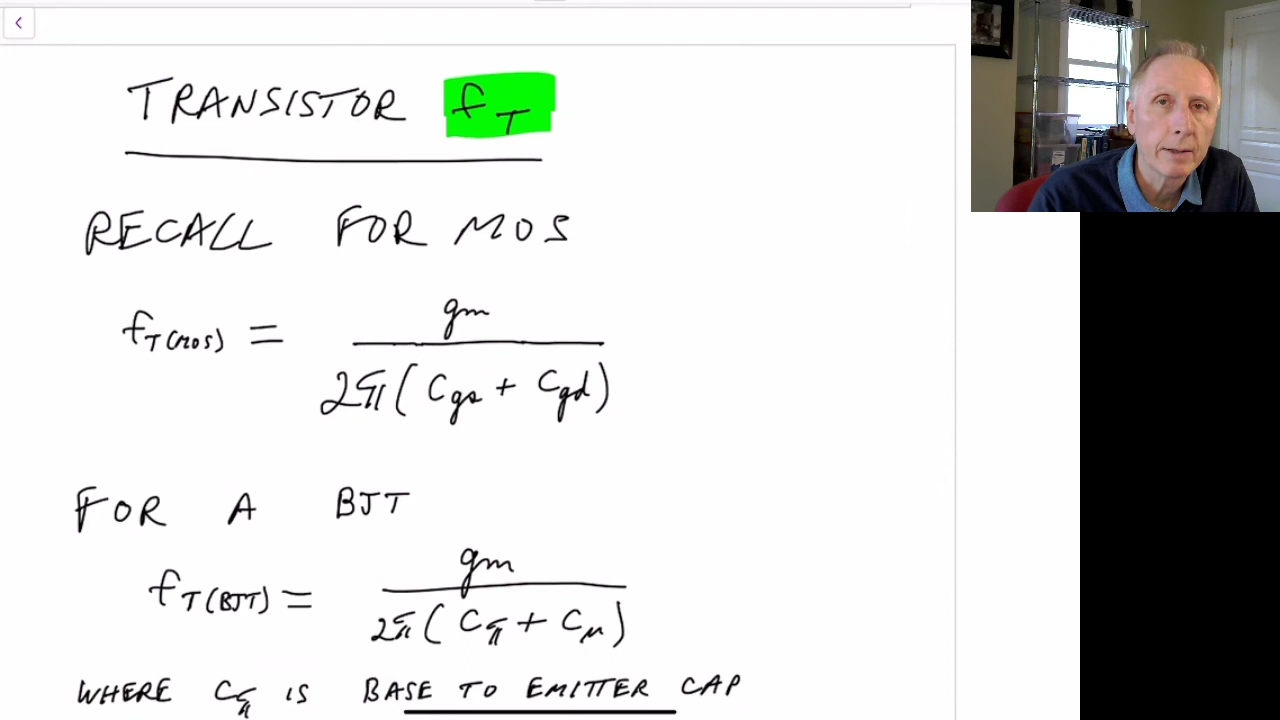 TRANSISTOR f_T
RECALL FOR MOS
f_T(MOS) = gm / 2π(Cgs + Cgd)
FOR A BJT
f_T(BJT) = gm / 2π(Cπ + Cμ)
WHERE Cπ IS BASE TO EMITTER CAP